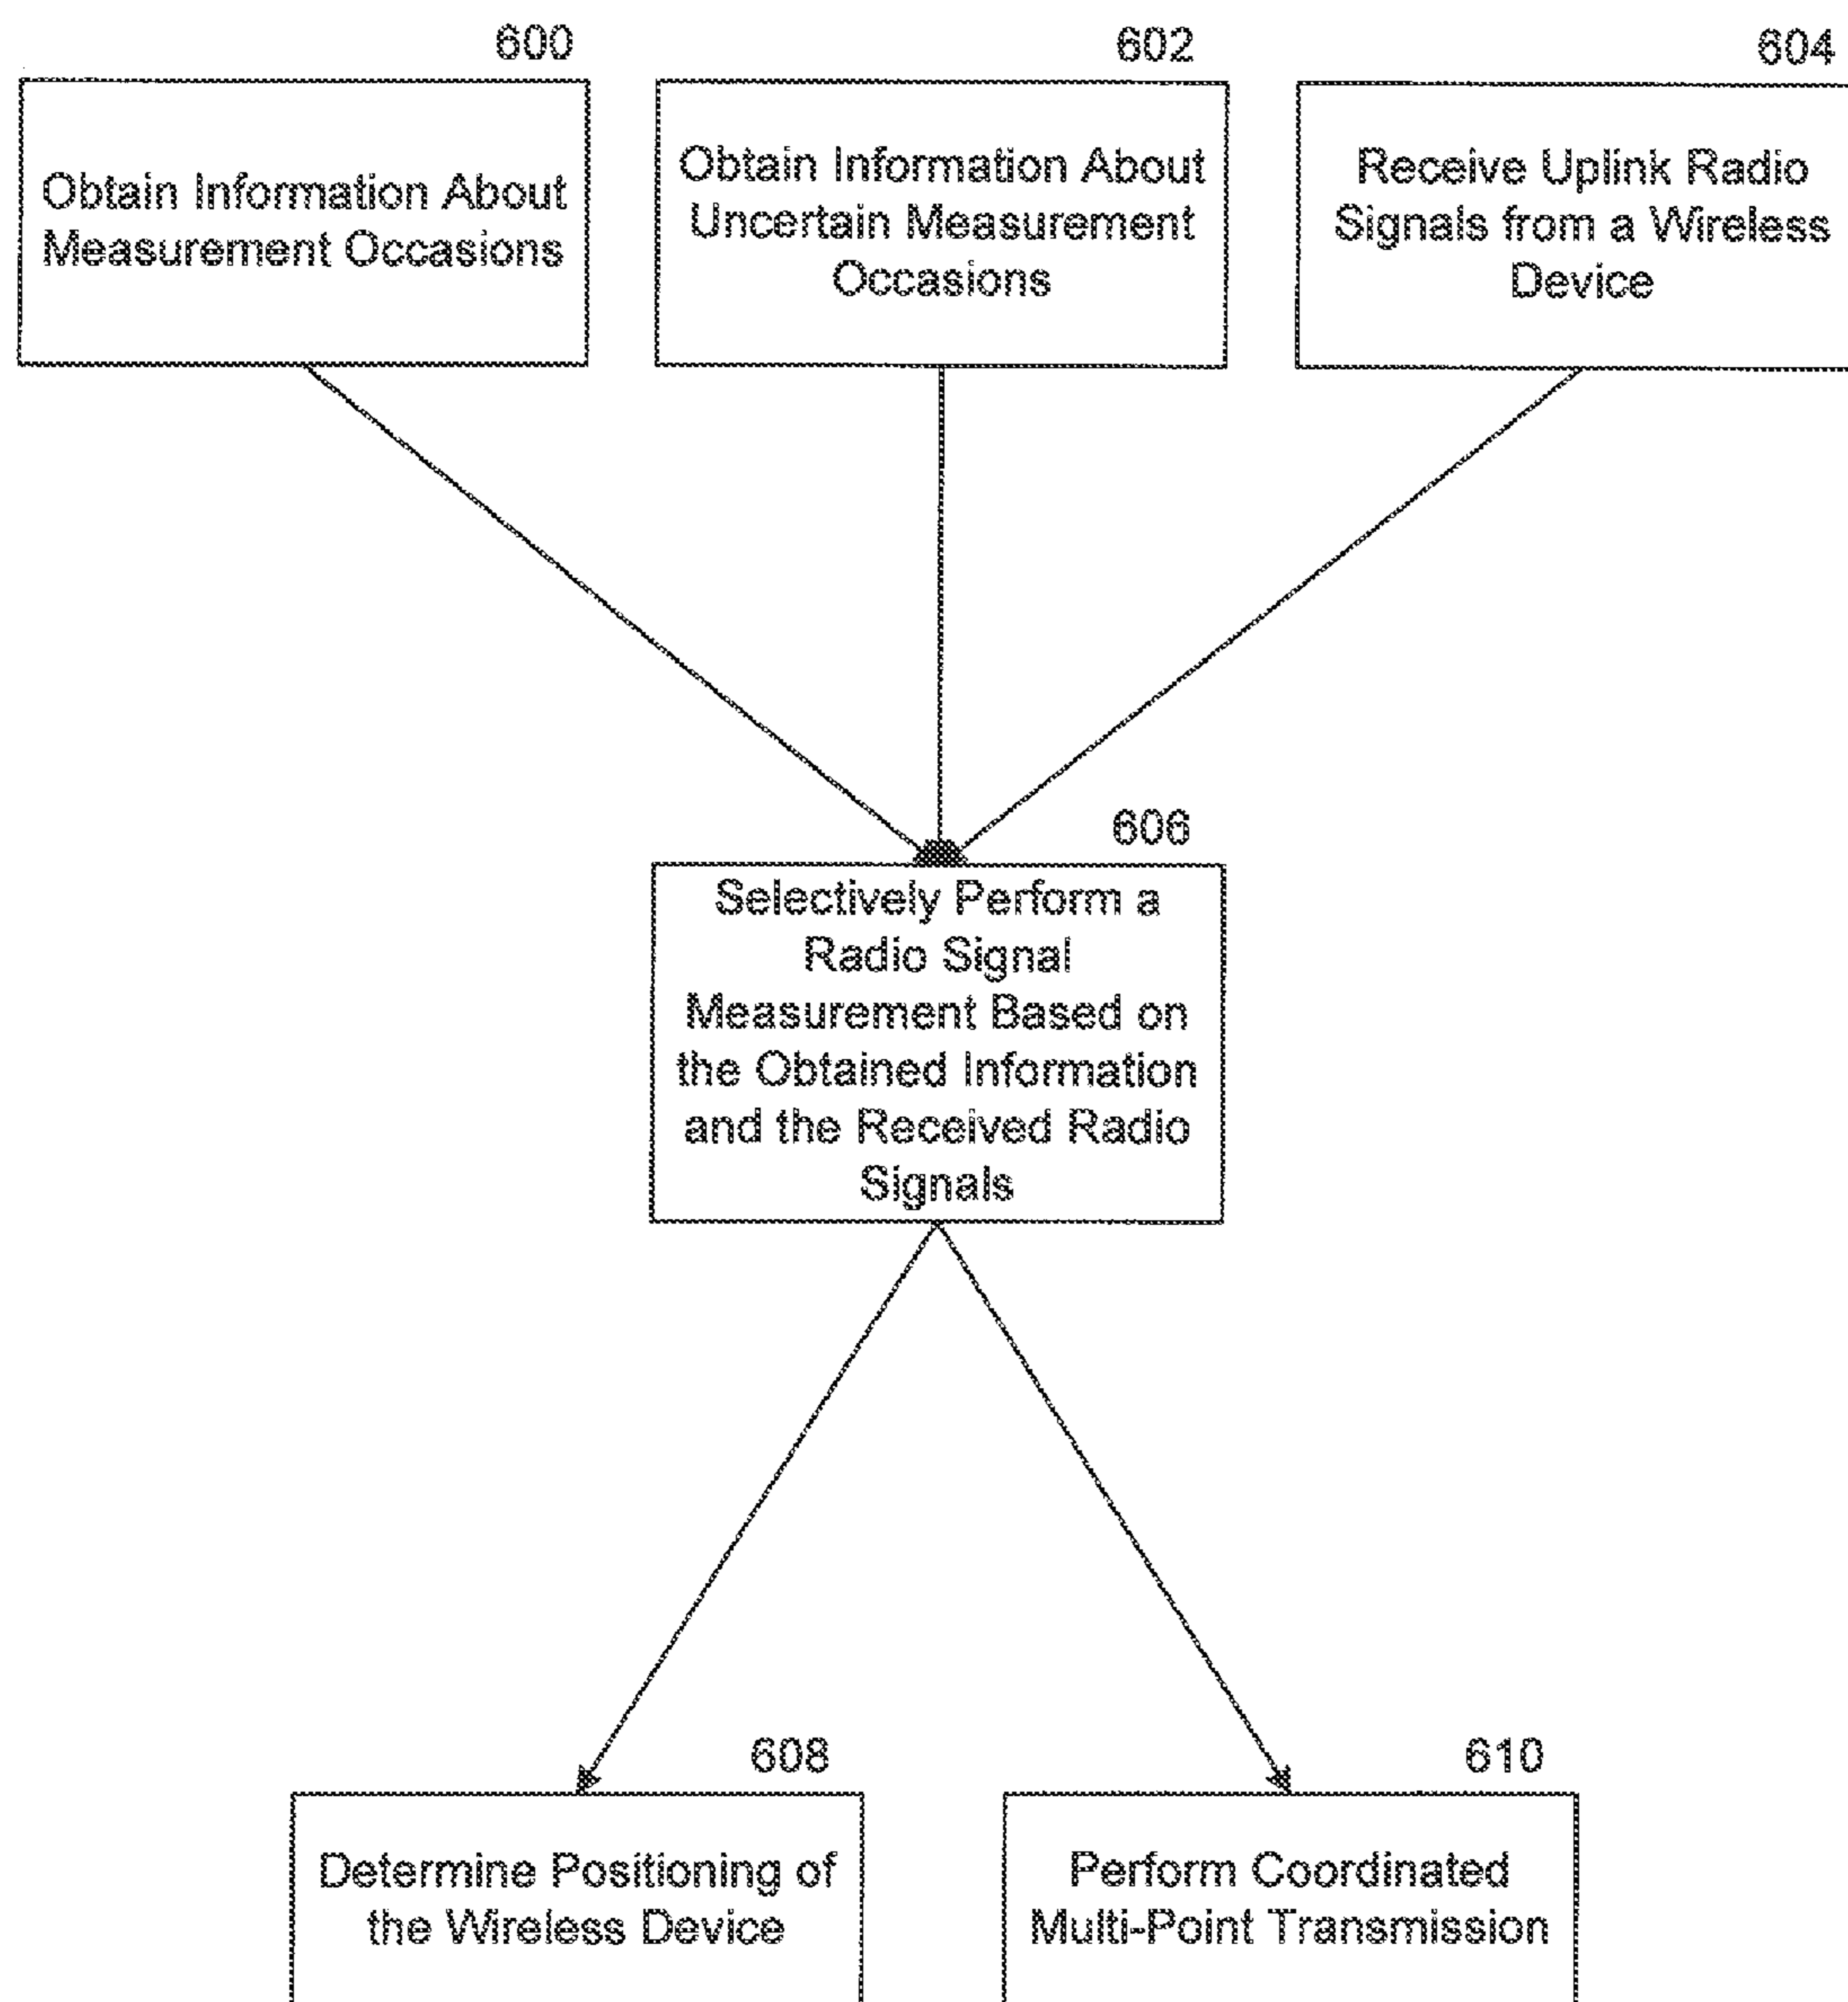 600
Obtain Information About
Measurement Occasions
602
Obtain Information About
Uncertain Measurement
Occasions
604
Receive Uplink Radio
Signals from a Wireless
Device
606
Selectively Perform a
Radio Signal
Measurement Based on
the Obtained Information
and the Received Radio
Signals
608
Determine Positioning of
the Wireless Device
610
Perform Coordinated
Multi-Point Transmission